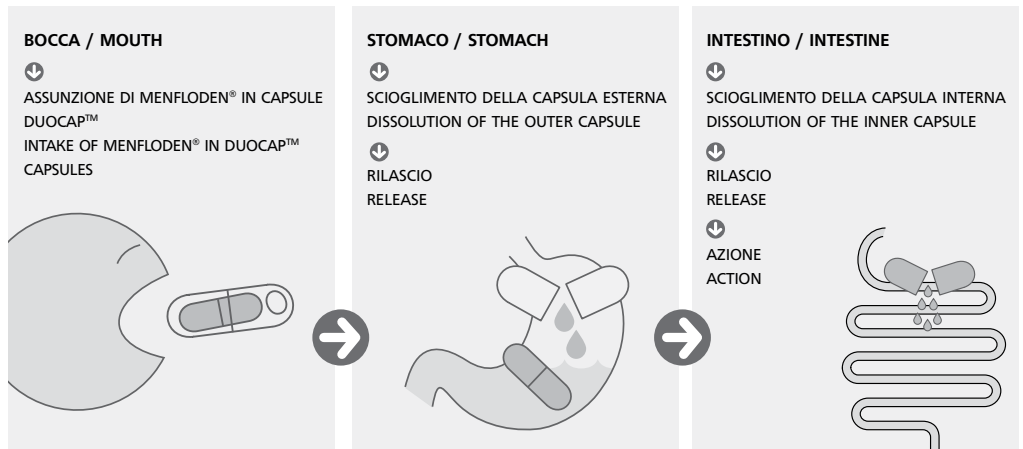 BOCCA / MOUTH
ASSUNZIONE DI MENFLODEN® IN CAPSULE
DUOCAP™
INTAKE OF MENFLODEN® IN DUOCAP™
CAPSULES
STOMACO / STOMACH
SCIOGLIMENTO DELLA CAPSULA ESTERNA
DISSOLUTION OF THE OUTER CAPSULE
RILASCIO
RELEASE
INTESTINO / INTESTINE
SCIOGLIMENTO DELLA CAPSULA INTERNA
DISSOLUTION OF THE INNER CAPSULE
RILASCIO
RELEASE
AZIONE
ACTION